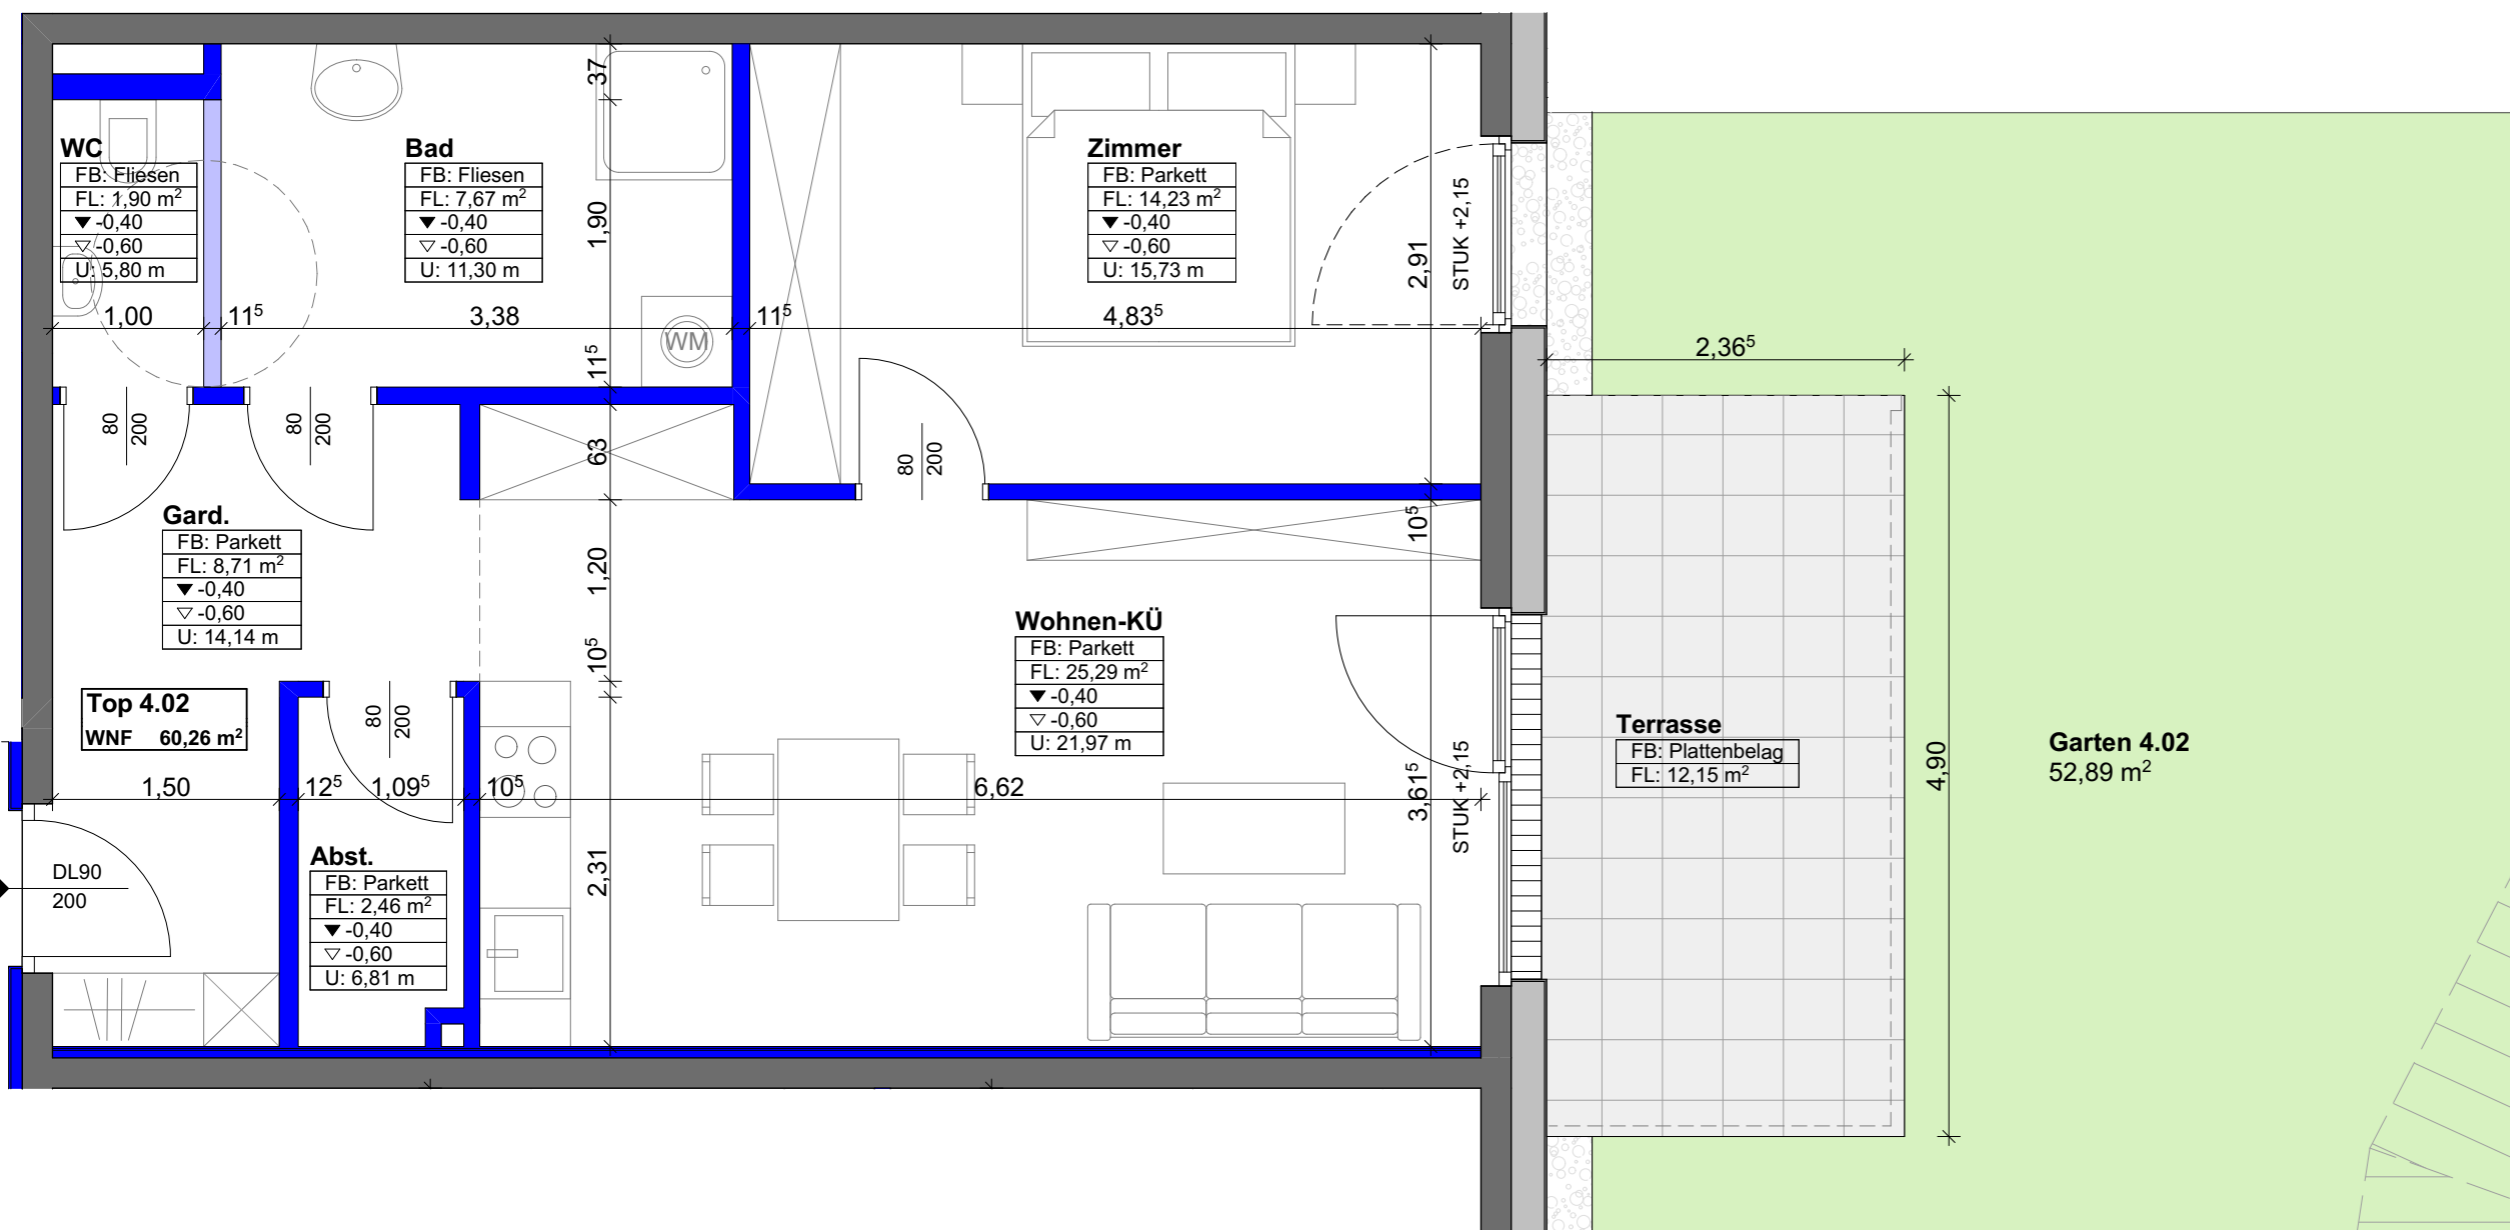 WC
FB: Fliesen
FL: 1,90 m²
▼ -0,40
▽ -0,60
U: 5,80 m
Bad
FB: Fliesen
FL: 7,67 m²
▼ -0,40
▽ -0,60
U: 11,30 m
Zimmer
FB: Parkett
FL: 14,23 m²
▼ -0,40
▽ -0,60
U: 15,73 m
37
1,90
11⁵
63
1,20
10⁵
2,31
2,91
STUK +2,15
10⁵
3,61⁵
STUK +2,15
1,00
11⁵
3,38
11⁵
4,83⁵
WM
2,36⁵
80
200
80
200
80
200
Gard.
FB: Parkett
FL: 8,71 m²
▼ -0,40
▽ -0,60
U: 14,14 m
Wohnen-KÜ
FB: Parkett
FL: 25,29 m²
▼ -0,40
▽ -0,60
U: 21,97 m
Top 4.02
WNF 60,26 m²
80
200
Terrasse
FB: Plattenbelag
FL: 12,15 m²
4,90
Garten 4.02
52,89 m²
1,50
12⁵
1,09⁵
10⁵
6,62
DL90
200
Abst.
FB: Parkett
FL: 2,46 m²
▼ -0,40
▽ -0,60
U: 6,81 m